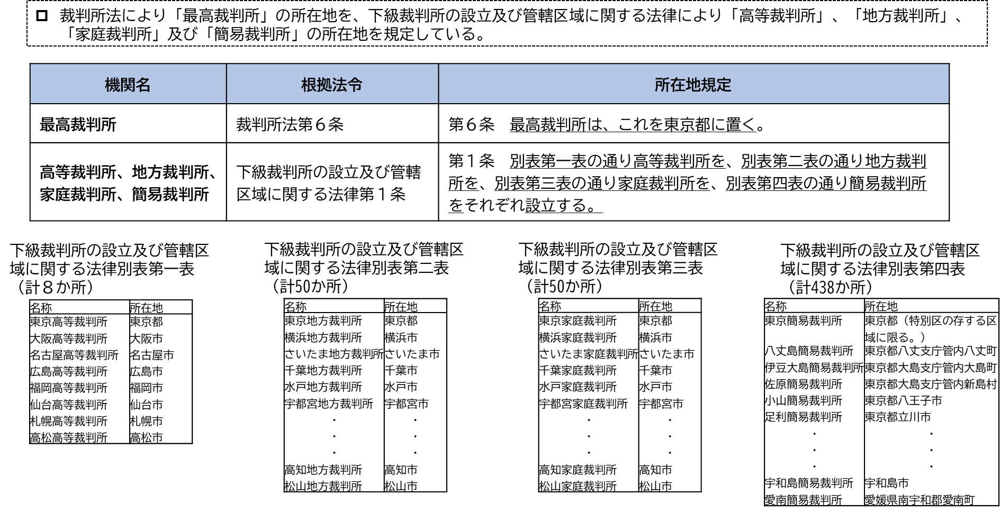 裁判所法により「最高裁判所」の所在地を、下級裁判所の設立及び管轄区域に関する法律により「高等裁判所」、「地方裁判所」、
「家庭裁判所」及び「簡易裁判所」の所在地を規定している。
機関名 根拠法令 所在地規定
最高裁判所 裁判所法第６条 第６条　最高裁判所は、これを東京都に置く。
高等裁判所、地方裁判所、
家庭裁判所、簡易裁判所
下級裁判所の設立及び管轄
区域に関する法律第１条
第１条　別表第一表の通り高等裁判所を、別表第二表の通り地方裁判
所を、別表第三表の通り家庭裁判所を、別表第四表の通り簡易裁判所
をそれぞれ設立する。
下級裁判所の設立及び管轄区
域に関する法律別表第一表
（計８か所）
名称 所在地
東京高等裁判所 東京都
大阪高等裁判所 大阪市
名古屋高等裁判所 名古屋市
広島高等裁判所 広島市
福岡高等裁判所 福岡市
仙台高等裁判所 仙台市
札幌高等裁判所 札幌市
高松高等裁判所 高松市
下級裁判所の設立及び管轄区
域に関する法律別表第二表
（計50か所）
名称 所在地
東京地方裁判所 東京都
横浜地方裁判所 横浜市
さいたま地方裁判所 さいたま市
千葉地方裁判所 千葉市
水戸地方裁判所 水戸市
宇都宮地方裁判所 宇都宮市
・ ・
・ ・
・ ・
高知地方裁判所 高知市
松山地方裁判所 松山市
下級裁判所の設立及び管轄区
域に関する法律別表第三表
（計50か所）
名称 所在地
東京家庭裁判所 東京都
横浜家庭裁判所 横浜市
さいたま家庭裁判所 さいたま市
千葉家庭裁判所 千葉市
水戸家庭裁判所 水戸市
宇都宮家庭裁判所 宇都宮市
・ ・
・ ・
・ ・
高知家庭裁判所 高知市
松山家庭裁判所 松山市
下級裁判所の設立及び管轄区
域に関する法律別表第四表
（計438か所）
名称 所在地
東京簡易裁判所 東京都（特別区の存する区
域に限る。）
八丈島簡易裁判所 東京都八丈支庁管内八丈町
伊豆大島簡易裁判所 東京都大島支庁管内大島町
佐原簡易裁判所 東京都大島支庁管内新島村
小山簡易裁判所 東京都八王子市
足利簡易裁判所 東京都立川市
・ ・
・ ・
・ ・
宇和島簡易裁判所 宇和島市
愛南簡易裁判所 愛媛県南宇和郡愛南町